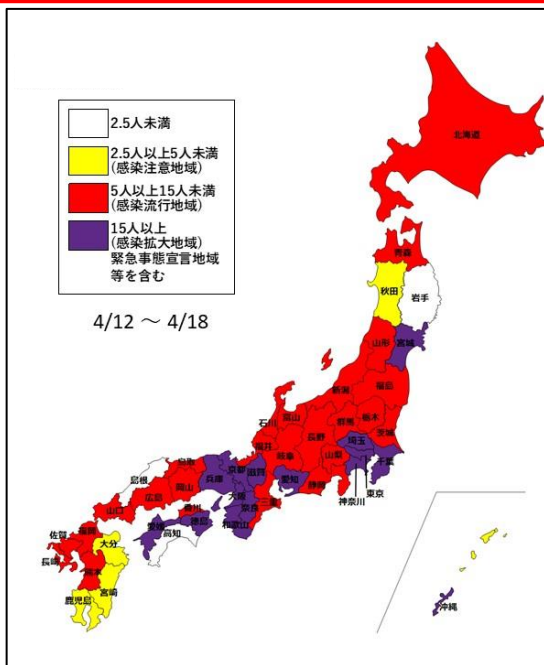 2.5人未満
2.5人以上5人未満
(感染注意地域)
5人以上15人未満
(感染流行地域)
15人以上
(感染拡大地域)
緊急事態宣言地域
等を含む
4/12 ～ 4/18
北海道
青森
秋田
岩手
山形
宮城
新潟
福島
石川
富山
群馬
栃木
福井
長野
茨城
岐阜
山梨
埼玉
千葉
鳥取
京都
滋賀
愛知
静岡
東京
神奈川
島根
兵庫
岡山
広島
大阪
奈良
三重
山口
香川
和歌山
徳島
愛媛
高知
福岡
佐賀
大分
長崎
熊本
宮崎
鹿児島
沖縄